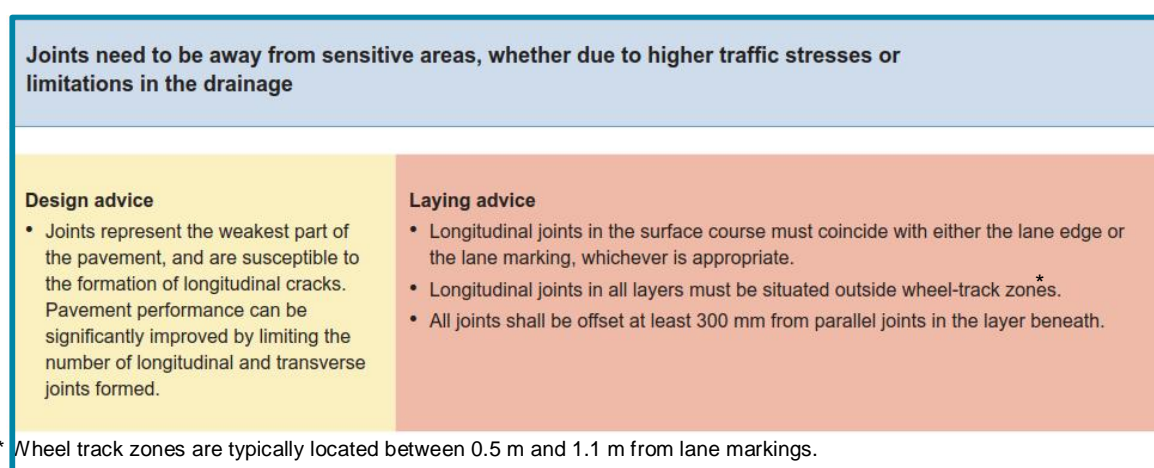 Joints need to be away from sensitive areas, whether due to higher traffic stresses or
limitations in the drainage
Design advice
• Joints represent the weakest part of
the pavement, and are susceptible to
the formation of longitudinal cracks.
Pavement performance can be
significantly improved by limiting the
number of longitudinal and transverse
joints formed.
Laying advice
• Longitudinal joints in the surface course must coincide with either the lane edge or
the lane marking, whichever is appropriate.
• Longitudinal joints in all layers must be situated outside wheel-track zones.*
• All joints shall be offset at least 300 mm from parallel joints in the layer beneath.
* Wheel track zones are typically located between 0.5 m and 1.1 m from lane markings.